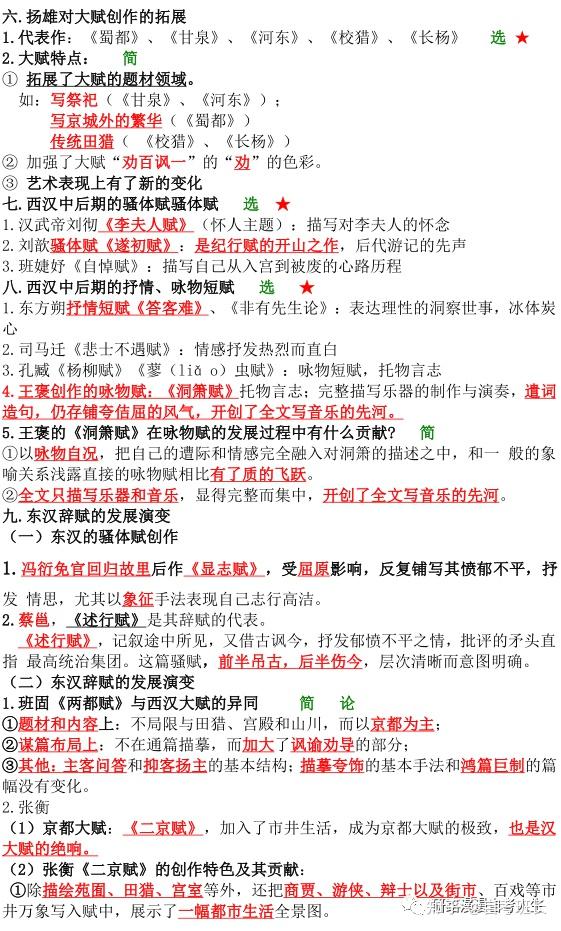 六.扬雄对大赋创作的拓展
1.代表作：《蜀都》、《甘泉》、《河东》、《校猎》、《长杨》 选 ★
2.大赋特点： 简
① 拓展了大赋的题材领域。
如：写祭祀（《甘泉》、《河东》）；
写京城外的繁华（《蜀都》）
传统田猎（ 《校猎》、《长杨》）
② 加强了大赋“劝百讽一”的“劝”的色彩。
③ 艺术表现上有了新的变化
七.西汉中后期的骚体赋骚体赋 选 ★
1.汉武帝刘彻《李夫人赋》（怀人主题）：描写对李夫人的怀念
2.刘歆骚体赋《遂初赋》：是纪行赋的开山之作，后代游记的先声
3.班婕妤《自悼赋》：描写自己从入宫到被废的心路历程
八.西汉中后期的抒情、咏物短赋 选 ★
1.东方朔抒情短赋《答客难》、《非有先生论》：表达理性的洞察世事，冰体炭
心
2.司马迁《悲士不遇赋》：情感抒发热烈而直白
3.孔臧《杨柳赋》《蓼（liǎo）虫赋》：咏物短赋，托物言志
4.王褒创作的咏物赋：《洞箫赋》托物言志；完整描写乐器的制作与演奏，遣词
造句，仍存铺夸佶屈的风气，开创了全文写音乐的先河。
5.王褒的《洞箫赋》在咏物赋的发展过程中有什么贡献? 简
①以咏物自况，把自己的遭际和情感完全融入对洞箫的描述之中，和一 般的象
喻关系浅露直接的咏物赋相比有了质的飞跃。
②全文只描写乐器和音乐，显得完整而集中，开创了全文写音乐的先河。
九.东汉辞赋的发展演变
（一）东汉的骚体赋创作
1.冯衍免官回归故里后作《显志赋》，受屈原影响，反复铺写其愤郁不平，抒
发 情思，尤其以象征手法表现自己志行高洁。
2.蔡邕，《述行赋》是其辞赋的代表。
《述行赋》，记叙途中所见，又借古讽今，抒发郁愤不平之情，批评的矛头直
指 最高统治集团。这篇骚赋，前半吊古，后半伤今，层次清晰而意图明确。
（二）东汉辞赋的发展演变
1.班固《两都赋》与西汉大赋的异同 简 论
①题材和内容上：不局限与田猎、宫殿和山川，而以京都为主；
②谋篇布局上：不在通篇描摹，而加大了讽谕劝导的部分；
③其他：主客问答和抑客扬主的基本结构；描摹夸饰的基本手法和鸿篇巨制的篇
幅没有变化。
2.张衡
（1）京都大赋：《二京赋》，加入了市井生活，成为京都大赋的极致，也是汉
大赋的绝响。
（2）张衡《二京赋》的创作特色及其贡献：
①除描绘苑囿、田猎、宫室等外，还把商贾、游侠、辩士以及街市、百戏等市
井万象写入赋中，展示了一幅都市生活全景图。